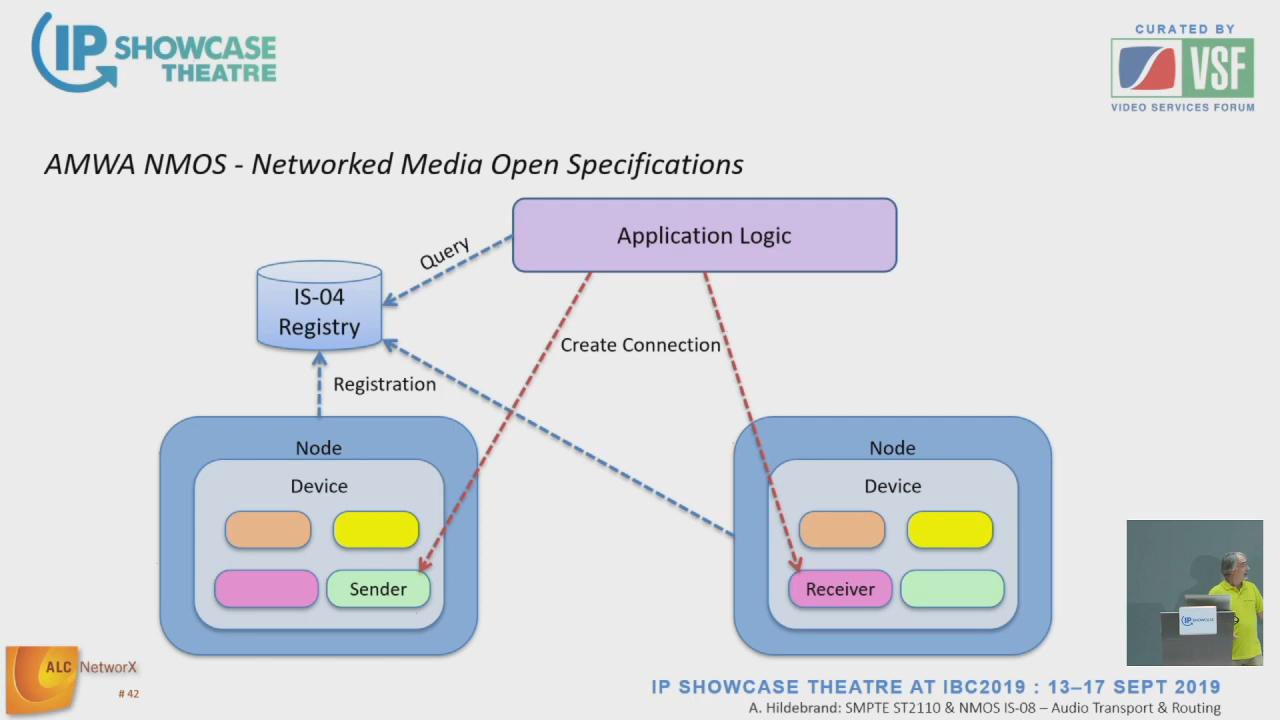 IP SHOWCASE
THEATRE
CURATED BY
VSF
VIDEO SERVICES FORUM
AMWA NMOS - Networked Media Open Specifications
Application Logic
Query
IS-04
Registry
Create Connection
Registration
Node
Device
Sender
Node
Device
Receiver
IP SHOWCASE
ALC NetworX
# 42
IP SHOWCASE THEATRE AT IBC2019 : 13–17 SEPT 2019
A. Hildebrand: SMPTE ST2110 & NMOS IS-08 – Audio Transport & Routing